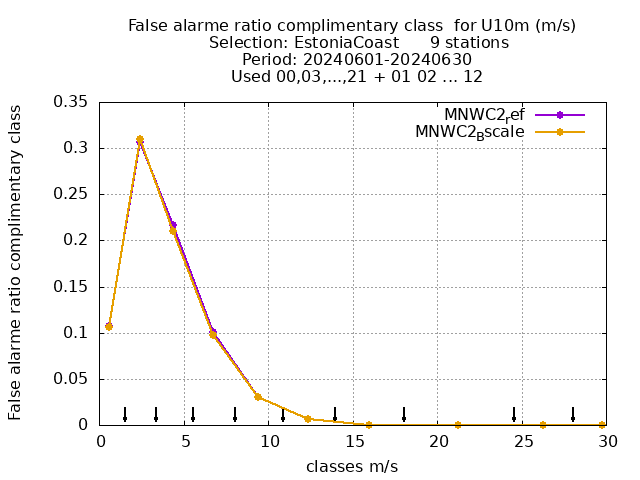 False alarme ratio complimentary class  for U10m (m/s)
Selection: EstoniaCoast      9 stations
Period: 20240601-20240630
Used 00,03,...,21 + 01 02 ... 12
False alarme ratio complimentary class
0.35
0.3
0.25
0.2
0.15
0.1
0.05
0
MNWC2ref
MNWC2Bscale
0 5 10 15 20 25 30
classes m/s